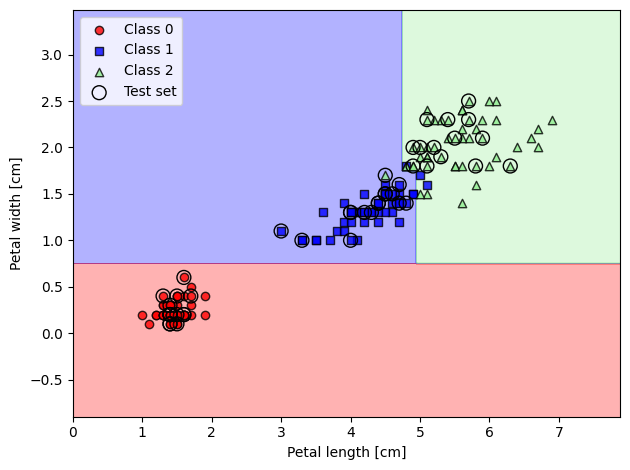 Class 0
Class 1
Class 2
Test set
Petal width [cm]
3.0
2.5
2.0
1.5
1.0
0.5
0.0
−0.5
0 1 2 3 4 5 6 7
Petal length [cm]